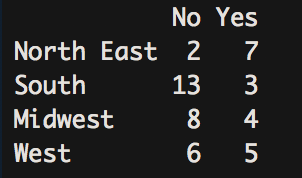 No Yes
North East 2 7
South 13 3
Midwest 8 4
West 6 5